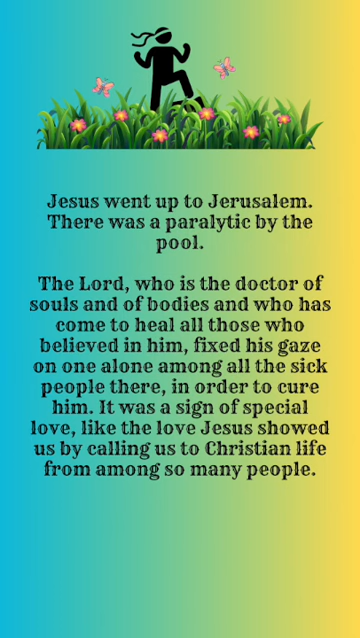 Jesus went up to Jerusalem.
There was a paralytic by the
pool.
The Lord, who is the doctor of
souls and of bodies and who has
come to heal all those who
believed in him, fixed his gaze
on one alone among all the sick
people there, in order to cure
him. It was a sign of special
love, like the love Jesus showed
us by calling us to Christian life
from among so many people.